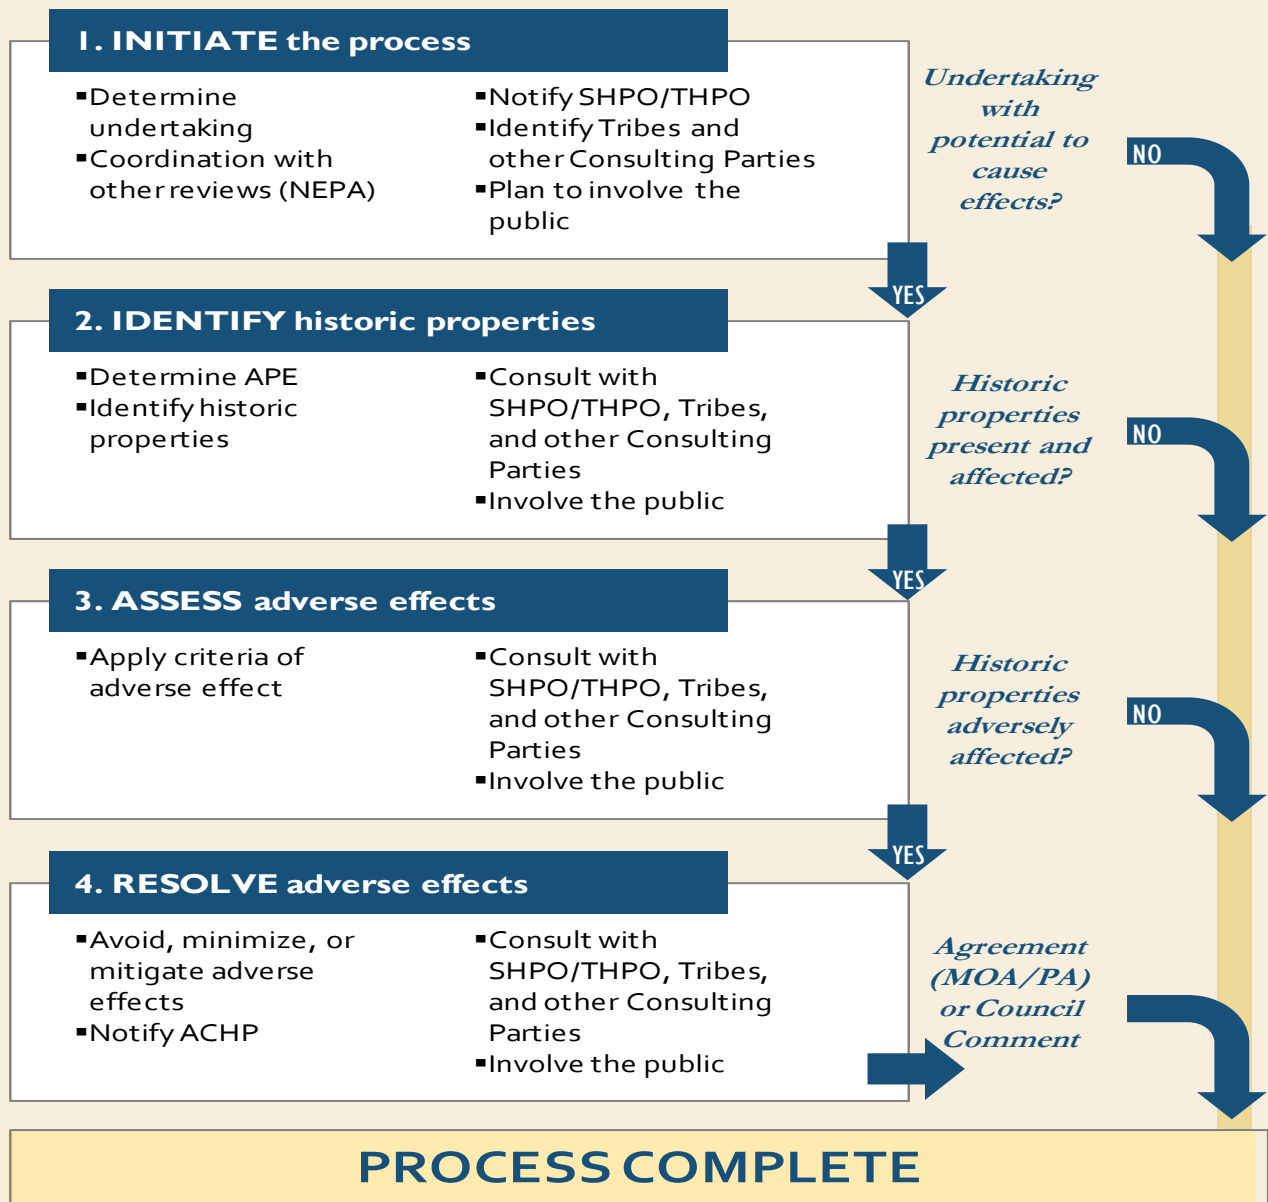 1. INITIATE the process
▪Determine
undertaking
▪Coordination with
other reviews (NEPA)
▪Notify SHPO/THPO
▪Identify Tribes and
other Consulting Parties
▪Plan to involve the
public
Undertaking
with
potential to
cause
effects?
NO
YES
2. IDENTIFY historic properties
▪Determine APE
▪Identify historic
properties
▪Consult with
SHPO/THPO, Tribes,
and other Consulting
Parties
▪Involve the public
Historic
properties
present and
affected?
NO
YES
3. ASSESS adverse effects
▪Apply criteria of
adverse effect
▪Consult with
SHPO/THPO, Tribes,
and other Consulting
Parties
▪Involve the public
Historic
properties
adversely
affected?
NO
YES
4. RESOLVE adverse effects
▪Avoid, minimize, or
mitigate adverse
effects
▪Notify ACHP
▪Consult with
SHPO/THPO, Tribes,
and other Consulting
Parties
▪Involve the public
Agreement
(MOA/PA)
or Council
Comment
PROCESS COMPLETE